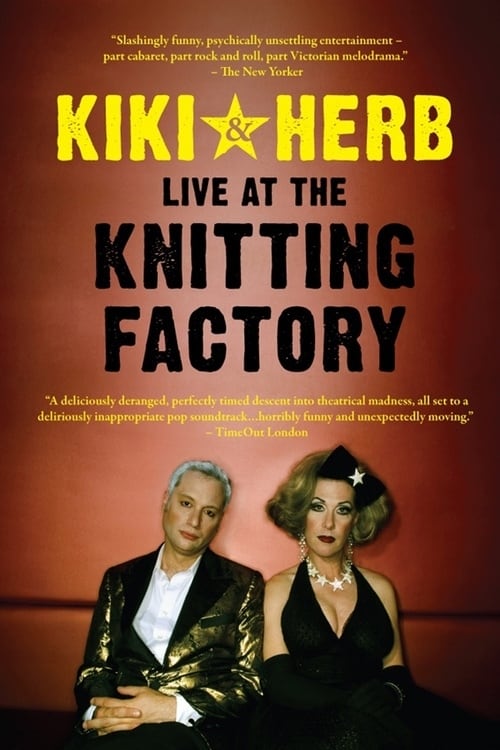 “Slashingly funny, psychically unsettling entertainment –
part cabaret, part rock and roll, part Victorian melodrama.”
– The New Yorker
KIKI & HERB
LIVE AT THE
KNITTING
FACTORY
“A deliciously deranged, perfectly timed descent into theatrical madness, all set to a
deliriously inappropriate pop soundtrack...horribly funny and unexpectedly moving.”
– TimeOut London